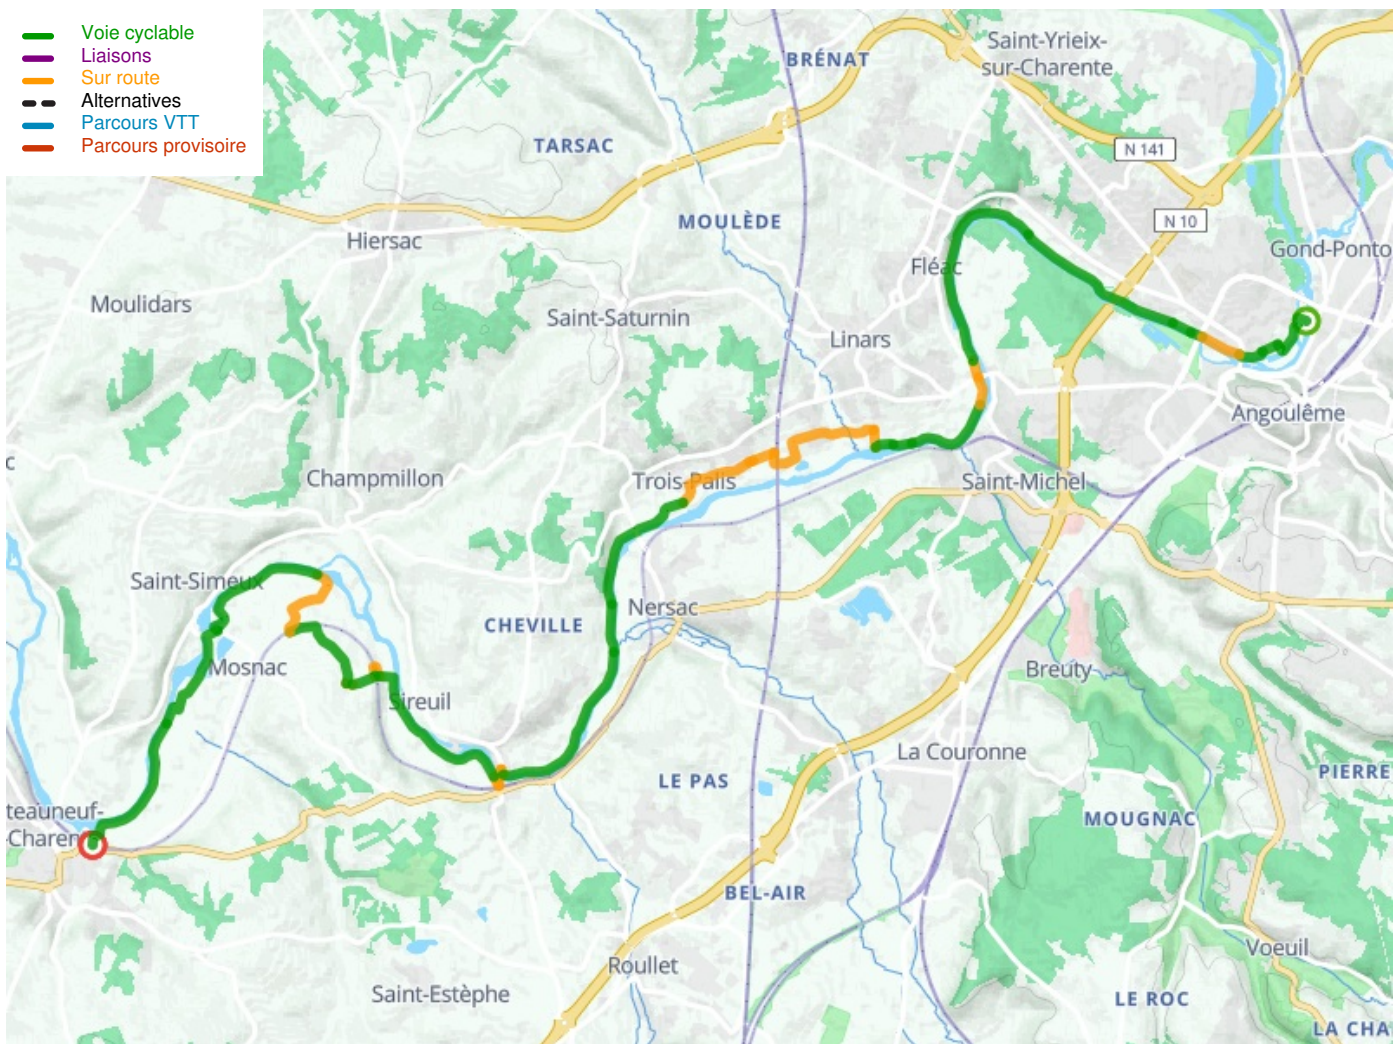 Voie cyclable
Liaisons
Sur route
Alternatives
Parcours VTT
Parcours provisoire
Saint-Yrieix-
sur-Charente
BRÉNAT
TARSAC
N 141
MOULÈDE
N 10
Hiersac
Gond-Ponto
Fléac
Moulidars
Saint-Saturnin
Linars
Angoulême
c
Champmillon
Trois-Palis
Saint-Michel
Saint-Simeux
Nersac
CHEVILLE
Mosnac
Breuty
Sireuil
La Couronne
PIERRE
LE PAS
teauneuf-
-Charen
MOUGNAC
BEL-AIR
Voeuil
Roullet
Saint-Estèphe
LE ROC
LA CHA